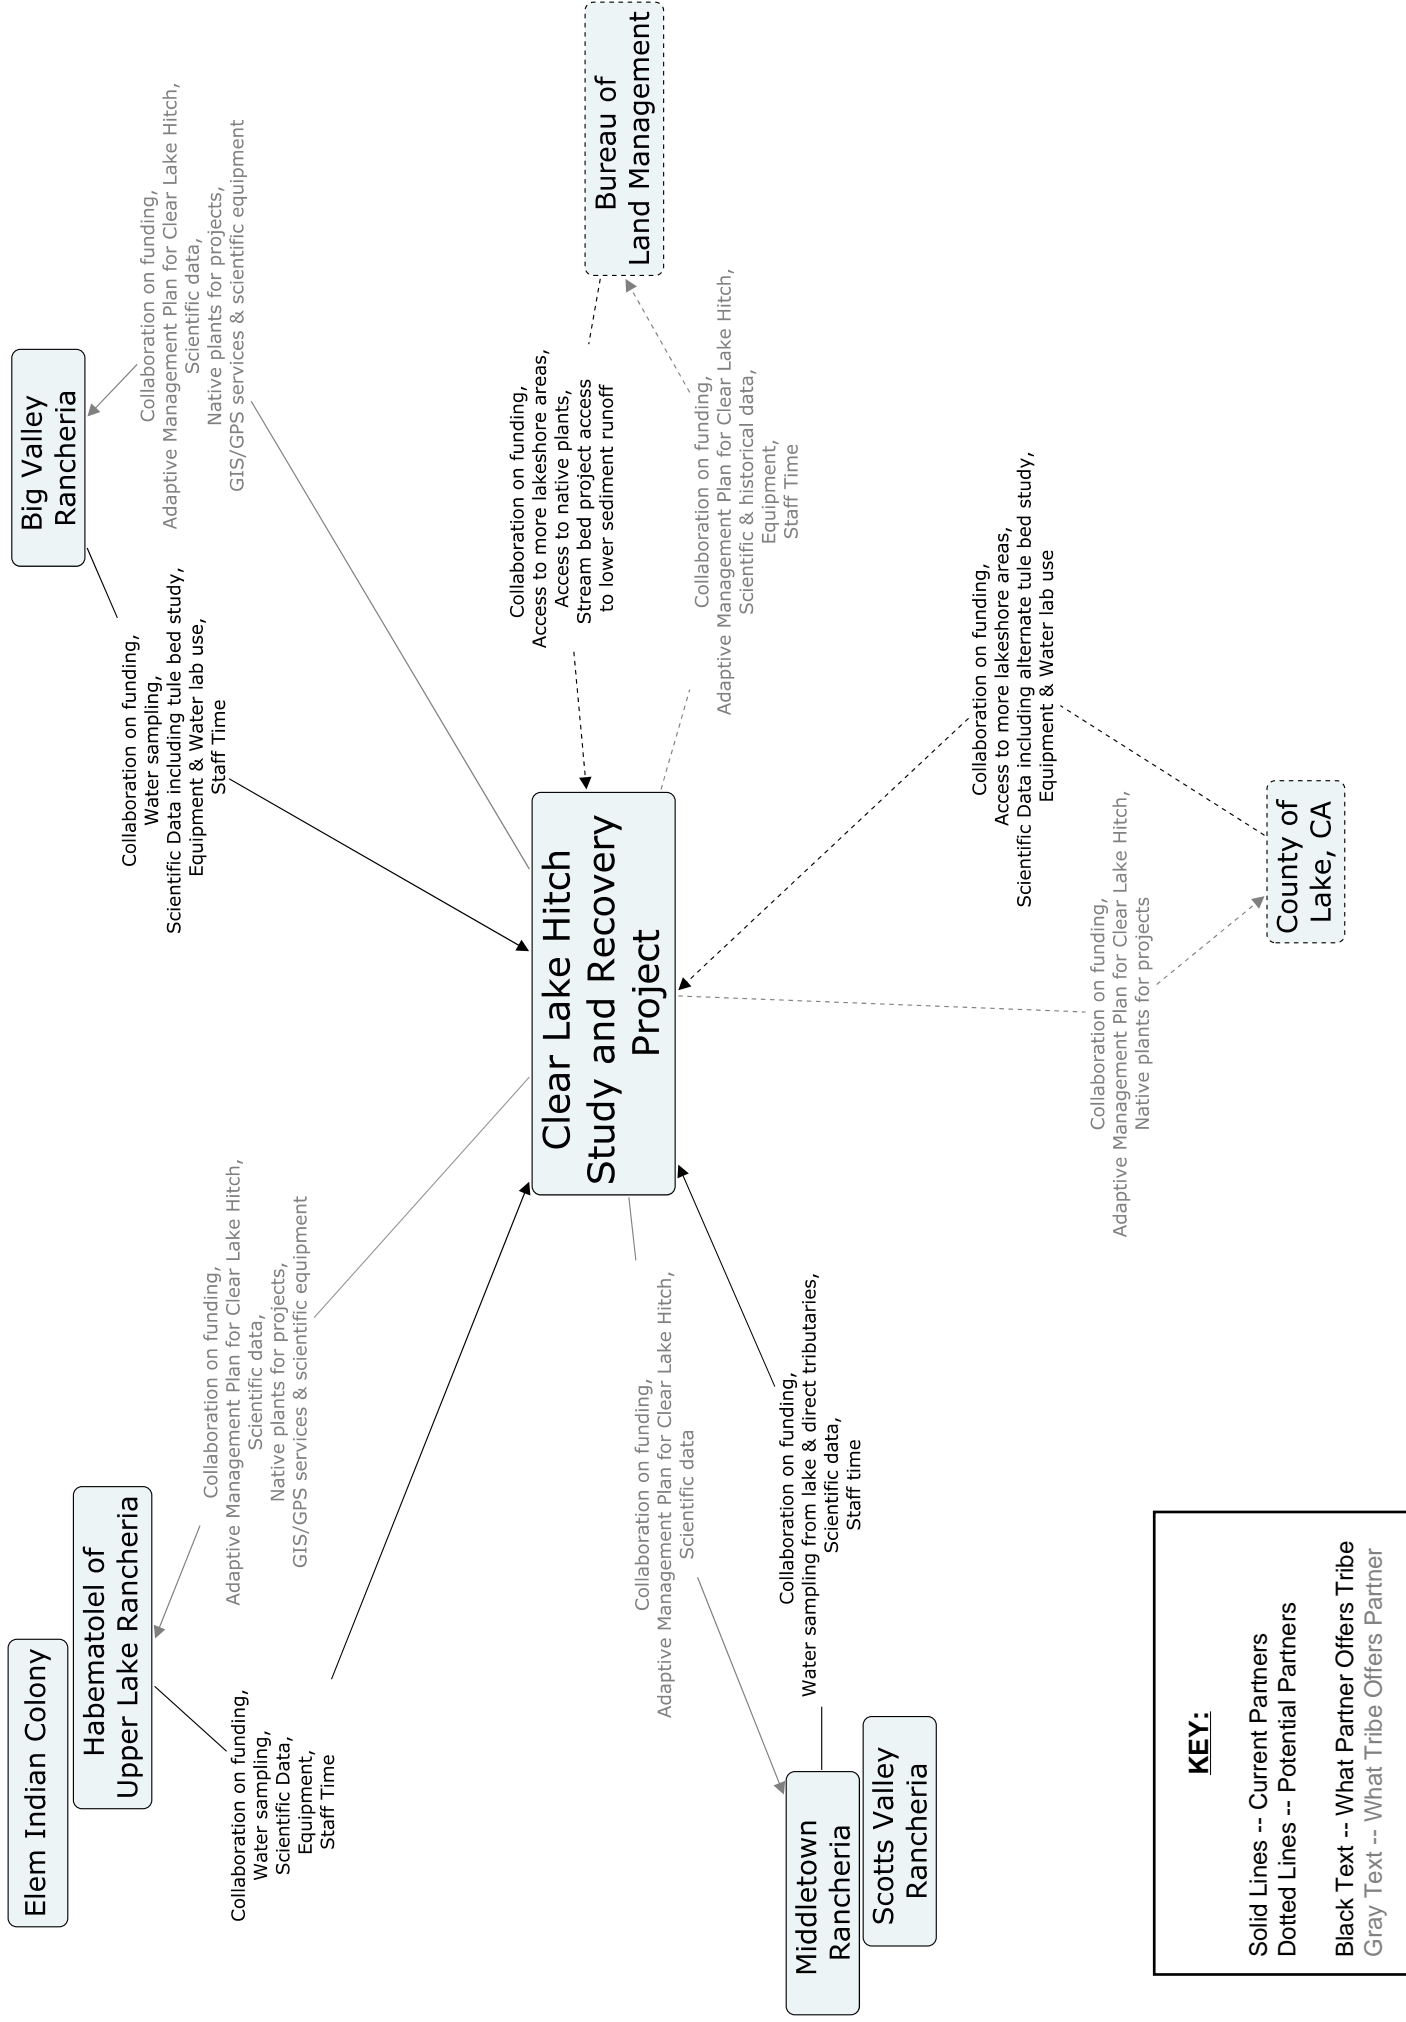 Elem Indian Colony
Habematolel of
Upper Lake Rancheria
Big Valley
Rancheria
Collaboration on funding,
Adaptive Management Plan for Clear Lake Hitch,
Scientific data,
Native plants for projects,
GIS/GPS services & scientific equipment
Collaboration on funding,
Water sampling,
Scientific Data including tule bed study,
Equipment & Water lab use,
Staff Time
Collaboration on funding,
Adaptive Management Plan for Clear Lake Hitch,
Scientific data,
Native plants for projects,
GIS/GPS services & scientific equipment
Collaboration on funding,
Water sampling,
Scientific Data,
Equipment,
Staff Time
Collaboration on funding,
Access to more lakeshore areas,
Access to native plants,
Stream bed project access
to lower sediment runoff
Clear Lake Hitch
Study and Recovery
Project
Bureau of
Land Management
Collaboration on funding,
Adaptive Management Plan for Clear Lake Hitch,
Scientific data
Collaboration on funding,
Adaptive Management Plan for Clear Lake Hitch,
Scientific & historical data,
Equipment,
Staff Time
Collaboration on funding,
Water sampling from lake & direct tributaries,
Scientific data,
Staff time
Middletown
Rancheria
Scotts Valley
Rancheria
Collaboration on funding,
Access to more lakeshore areas,
Scientific Data including alternate tule bed study,
Equipment & Water lab use
Collaboration on funding,
Adaptive Management Plan for Clear Lake Hitch,
Native plants for projects
County of
Lake, CA
KEY:
Solid Lines -- Current Partners
Dotted Lines -- Potential Partners
Black Text -- What Partner Offers Tribe
Gray Text -- What Tribe Offers Partner